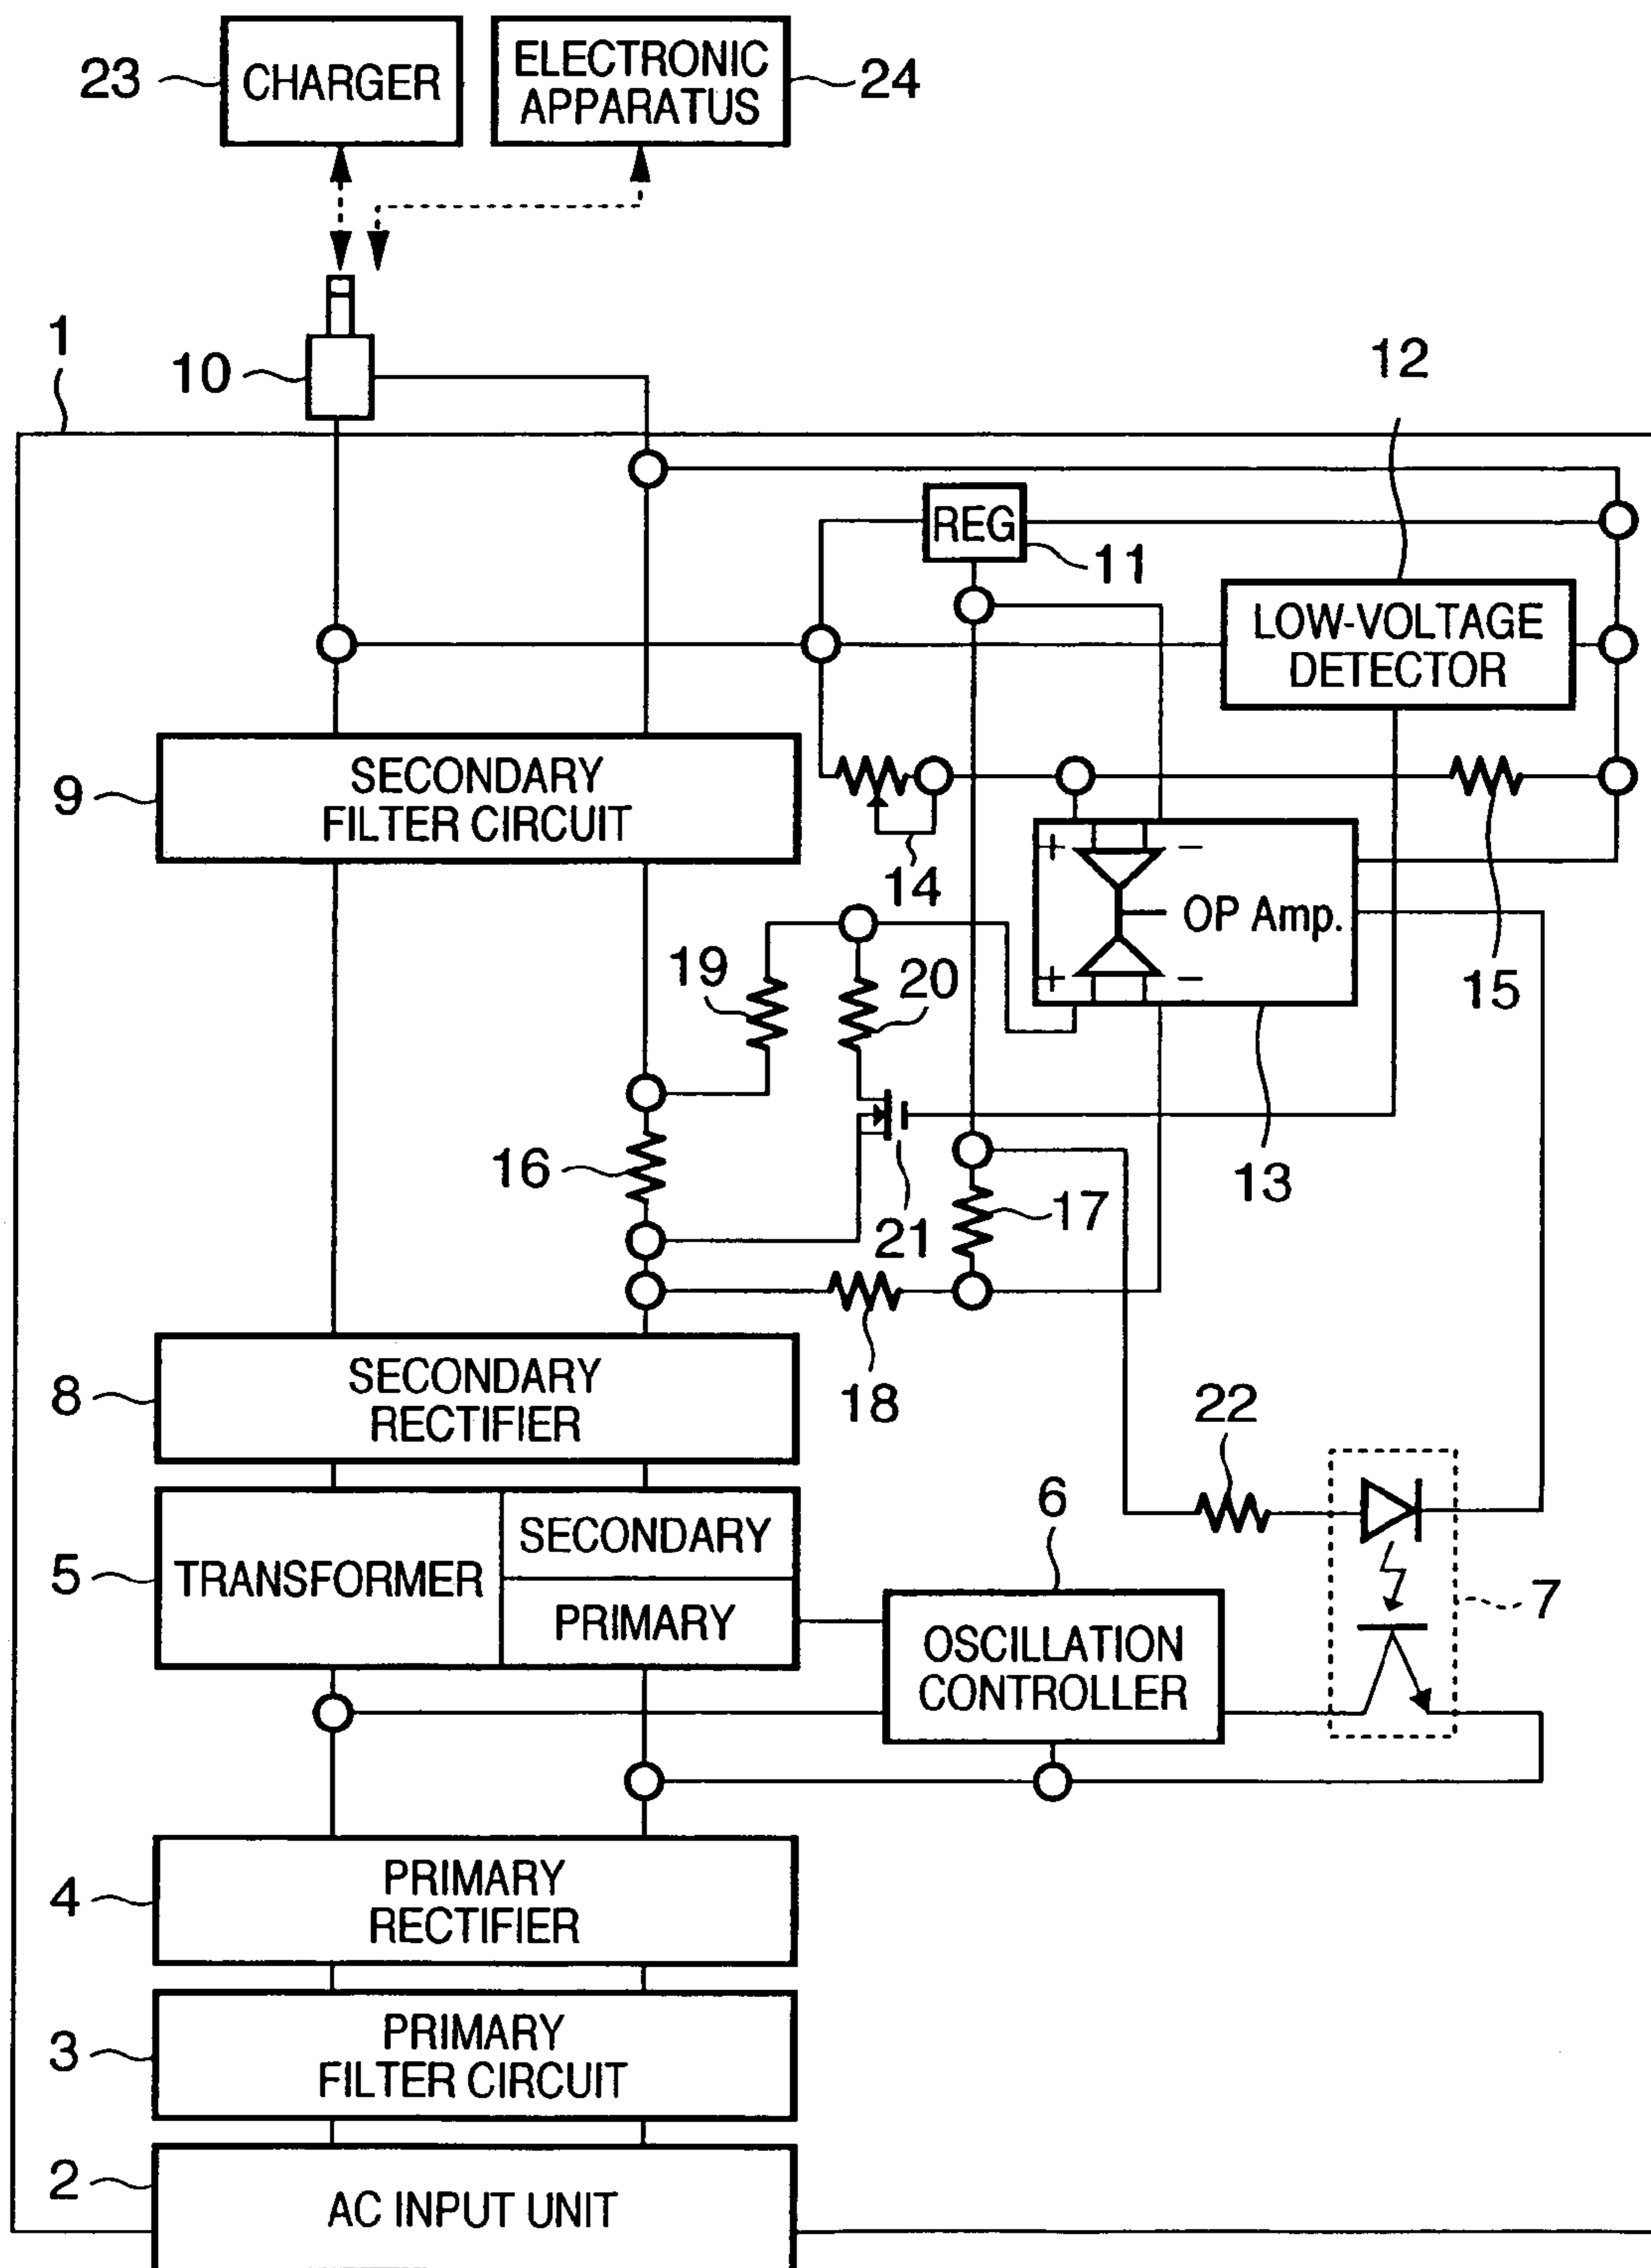 23
CHARGER
ELECTRONIC
APPARATUS
24
1
10
12
REG
11
LOW-VOLTAGE
DETECTOR
9
SECONDARY
FILTER CIRCUIT
14
+
−
OP Amp.
+
−
15
19
20
16
21
17
13
8
SECONDARY
RECTIFIER
18
22
6
5
TRANSFORMER
SECONDARY
PRIMARY
OSCILLATION
CONTROLLER
7
4
PRIMARY
RECTIFIER
3
PRIMARY
FILTER CIRCUIT
2
AC INPUT UNIT